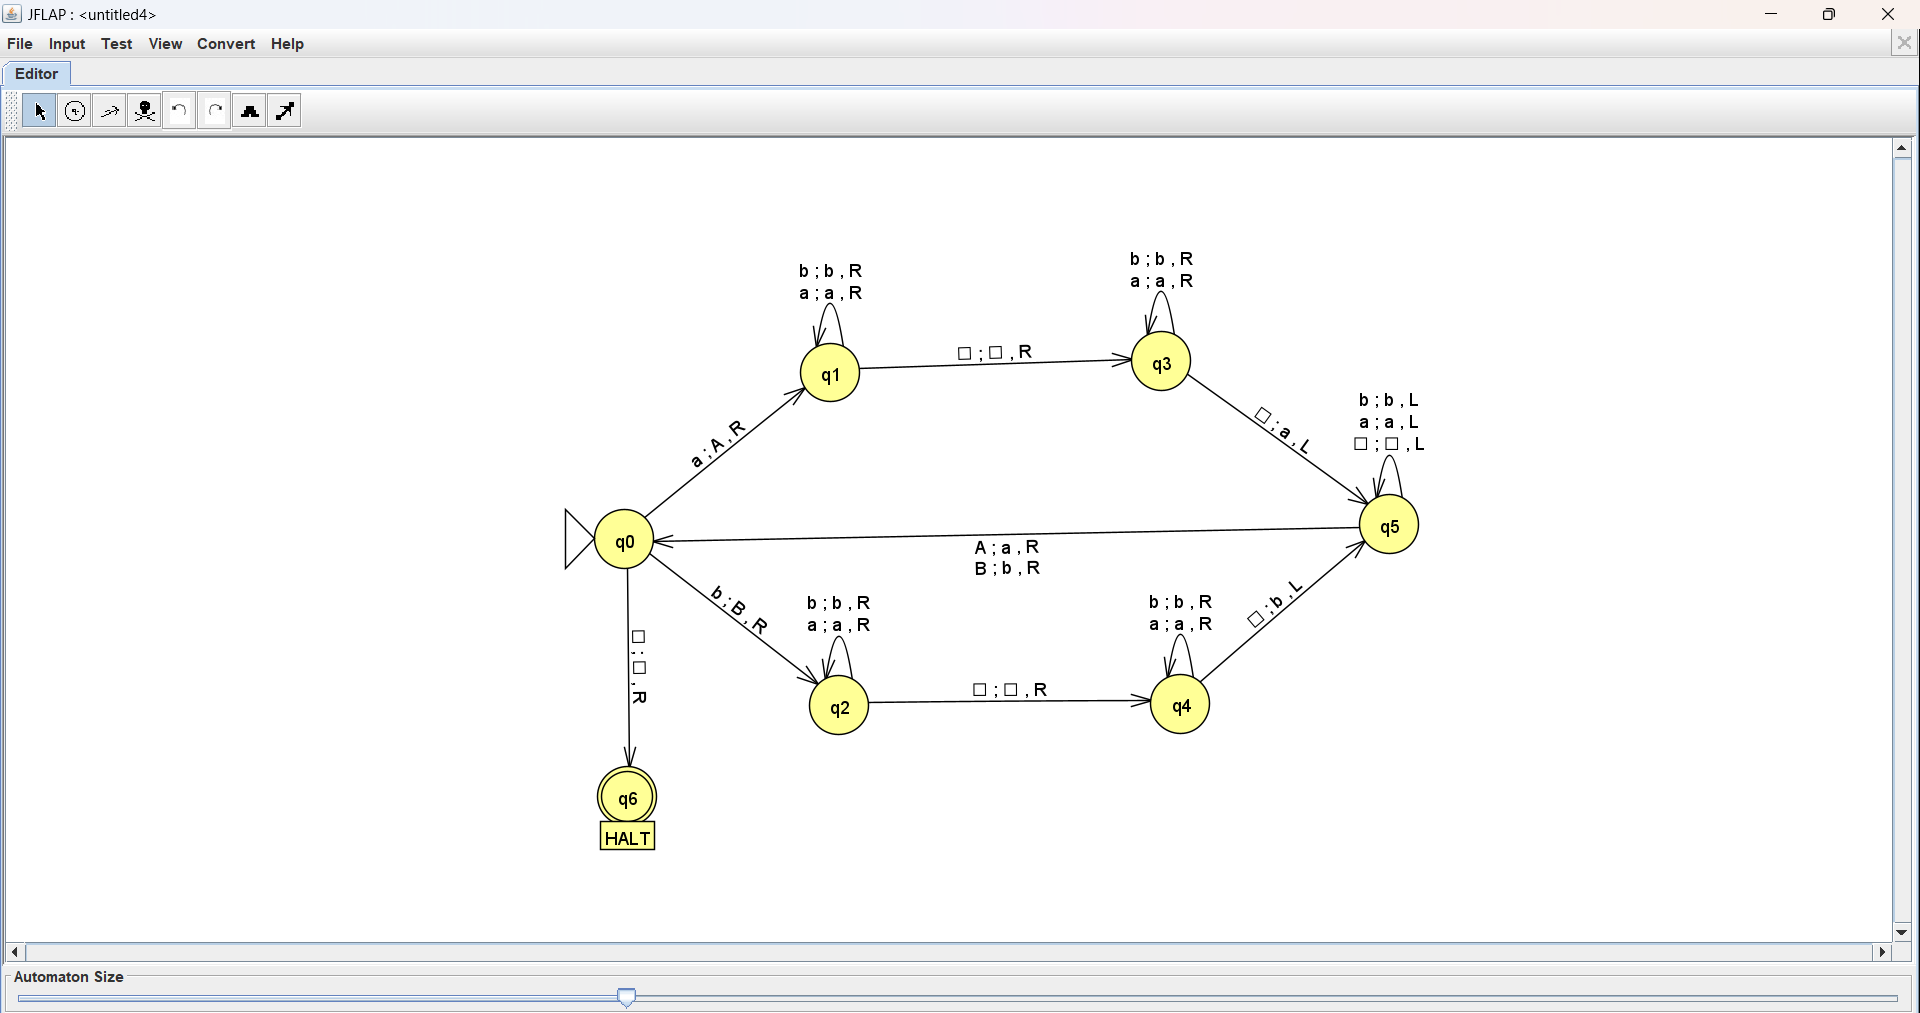 JFLAP : <untitled4>
File Input Test View Convert Help
Editor
b ; b , R
a ; a , R
b ; b , R
a ; a , R
□ ; □ , R
q1
q3
□ ; a , L
b ; b , L
a ; a , L
□ ; □ , L
a ; A , R
q0
q5
A ; a , R
B ; b , R
b ; B , R
b ; b , R
a ; a , R
b ; b , R
a ; a , R
□ ; b , L
□ ; □ , R
□ ; □ , R
q2
q4
q6
HALT
Automaton Size